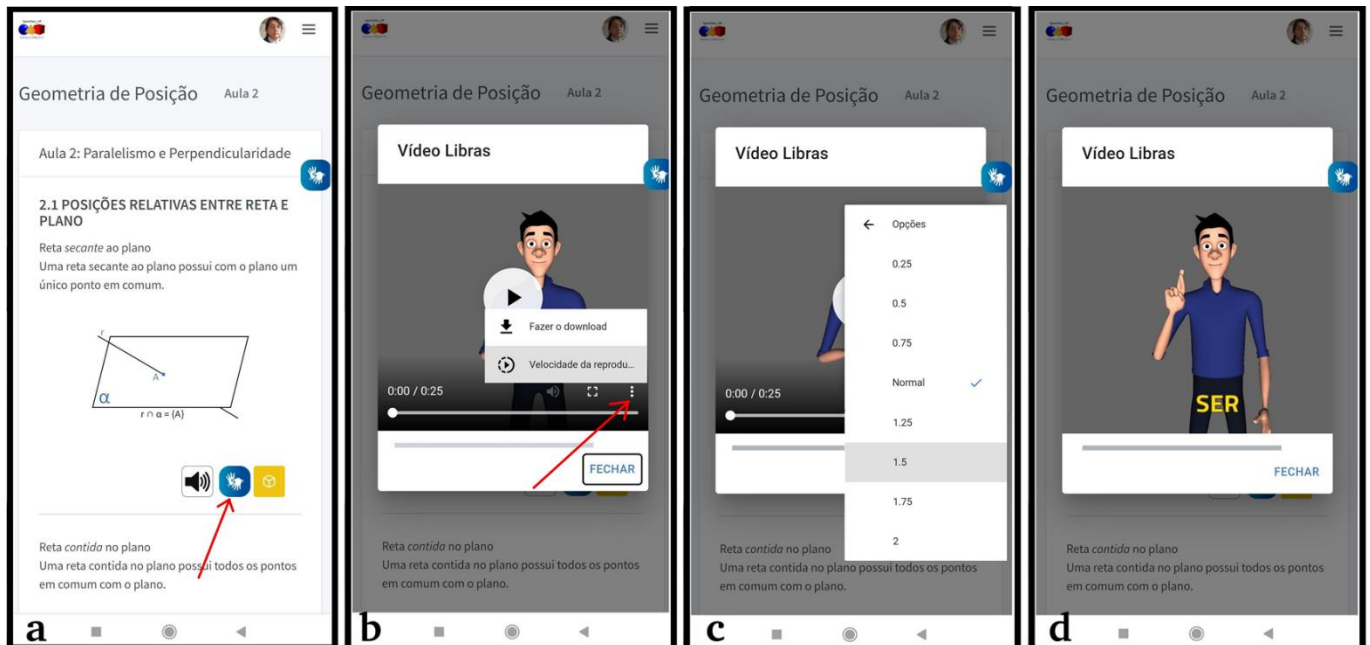 Geometria de Posição Aula 2
Aula 2: Paralelismo e Perpendicularidade
2.1 POSIÇÕES RELATIVAS ENTRE RETA E
PLANO
Reta secante ao plano
Uma reta secante ao plano possui com o plano um
único ponto em comum.
r
A
α
r ∩ α = {A}
Reta contida no plano
Uma reta contida no plano possui todos os pontos
em comum com o plano.
a
Geometria de Posição Aula 2
Vídeo Libras
Fazer o download
Velocidade da reprodu...
0:00 / 0:25
FECHAR
Reta contida no plano
Uma reta contida no plano possui todos os pontos
em comum com o plano.
b
Geometria de Posição Aula 2
Vídeo Libras
Opções
0.25
0.5
0.75
Normal
1.25
1.5
1.75
2
0:00 / 0:25
Reta contida no plano
Uma reta contida no plano possui todos os pontos
em comum com o plano.
c
Geometria de Posição Aula 2
Vídeo Libras
SER
FECHAR
Reta contida no plano
Uma reta contida no plano possui todos os pontos
em comum com o plano.
d